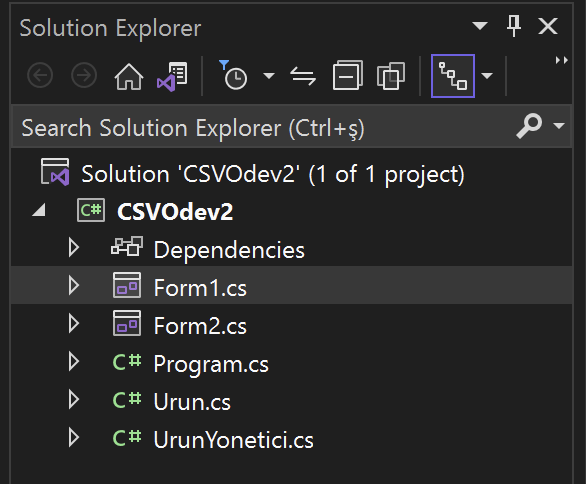 Solution Explorer
Search Solution Explorer (Ctrl+ş)
Solution 'CSVOdev2' (1 of 1 project)
C# CSVOdev2
Dependencies
Form1.cs
Form2.cs
C# Program.cs
C# Urun.cs
C# UrunYonetici.cs